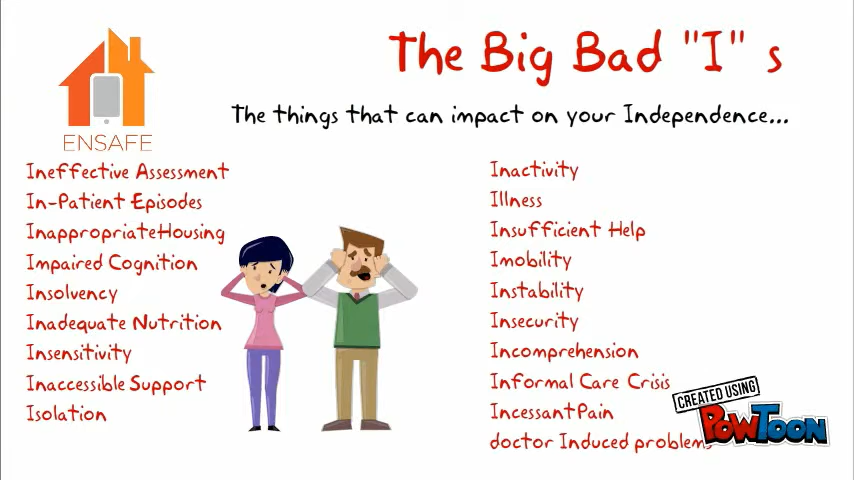 The Big Bad "I" s
The things that can impact on your Independence...
ENSAFE
Ineffective Assessment
In-Patient Episodes
InappropriateHousing
Impaired Cognition
Insolvency
Inadequate Nutrition
Insensitivity
Inaccessible Support
Isolation
Inactivity
Illness
Insufficient Help
Imobility
Instability
Insecurity
Incomprehension
Informal Care Crisis
IncessantPain
doctor Induced problems
CREATED USING
POWTOON